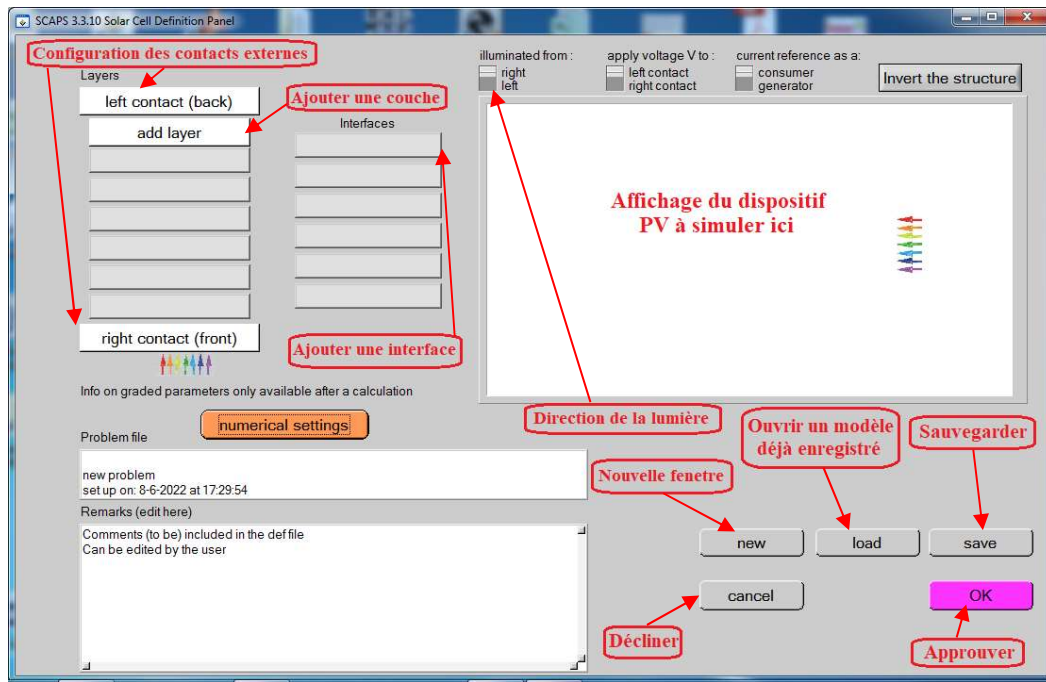 SCAPS 3.3.10 Solar Cell Definition Panel
Configuration des contacts externes
illuminated from :
right
left
apply voltage V to :
left contact
right contact
current reference as a:
consumer
generator
Invert the structure
Layers
left contact (back)
Ajouter une couche
add layer
Interfaces
Affichage du dispositif
PV à simuler ici
right contact (front)
Ajouter une interface
Info on graded parameters only available after a calculation
numerical settings
Direction de la lumière
Ouvrir un modèle
déjà enregistré
Sauvegarder
Problem file
new problem
set up on: 8-6-2022 at 17:29:54
Nouvelle fenetre
Remarks (edit here)
Comments (to be) included in the def file
Can be edited by the user
new
load
save
cancel
OK
Décliner
Approuver